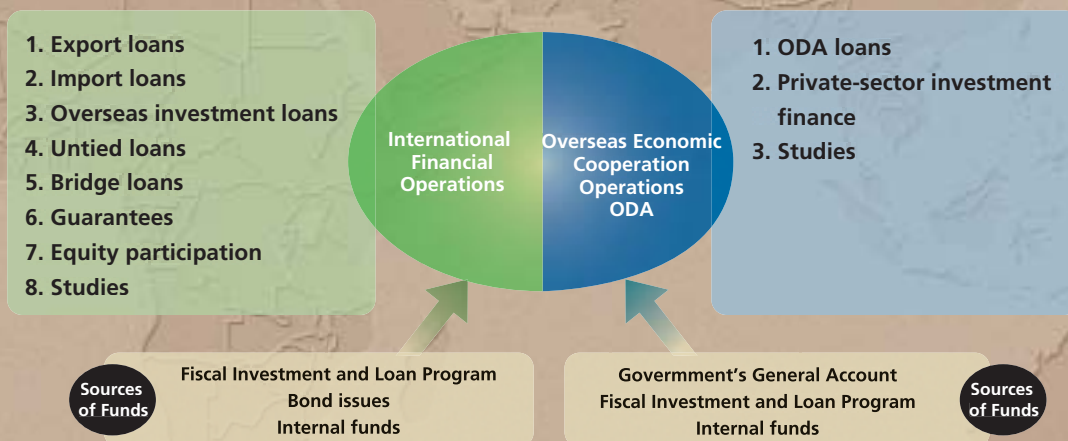 1. Export loans
2. Import loans
3. Overseas investment loans
4. Untied loans
5. Bridge loans
6. Guarantees
7. Equity participation
8. Studies
International
Financial
Operations
Overseas Economic
Cooperation
Operations
ODA
1. ODA loans
2. Private-sector investment
finance
3. Studies
Sources
of Funds
Fiscal Investment and Loan Program
Bond issues
Internal funds
Govermment's General Account
Fiscal Investment and Loan Program
Internal funds
Sources
of Funds